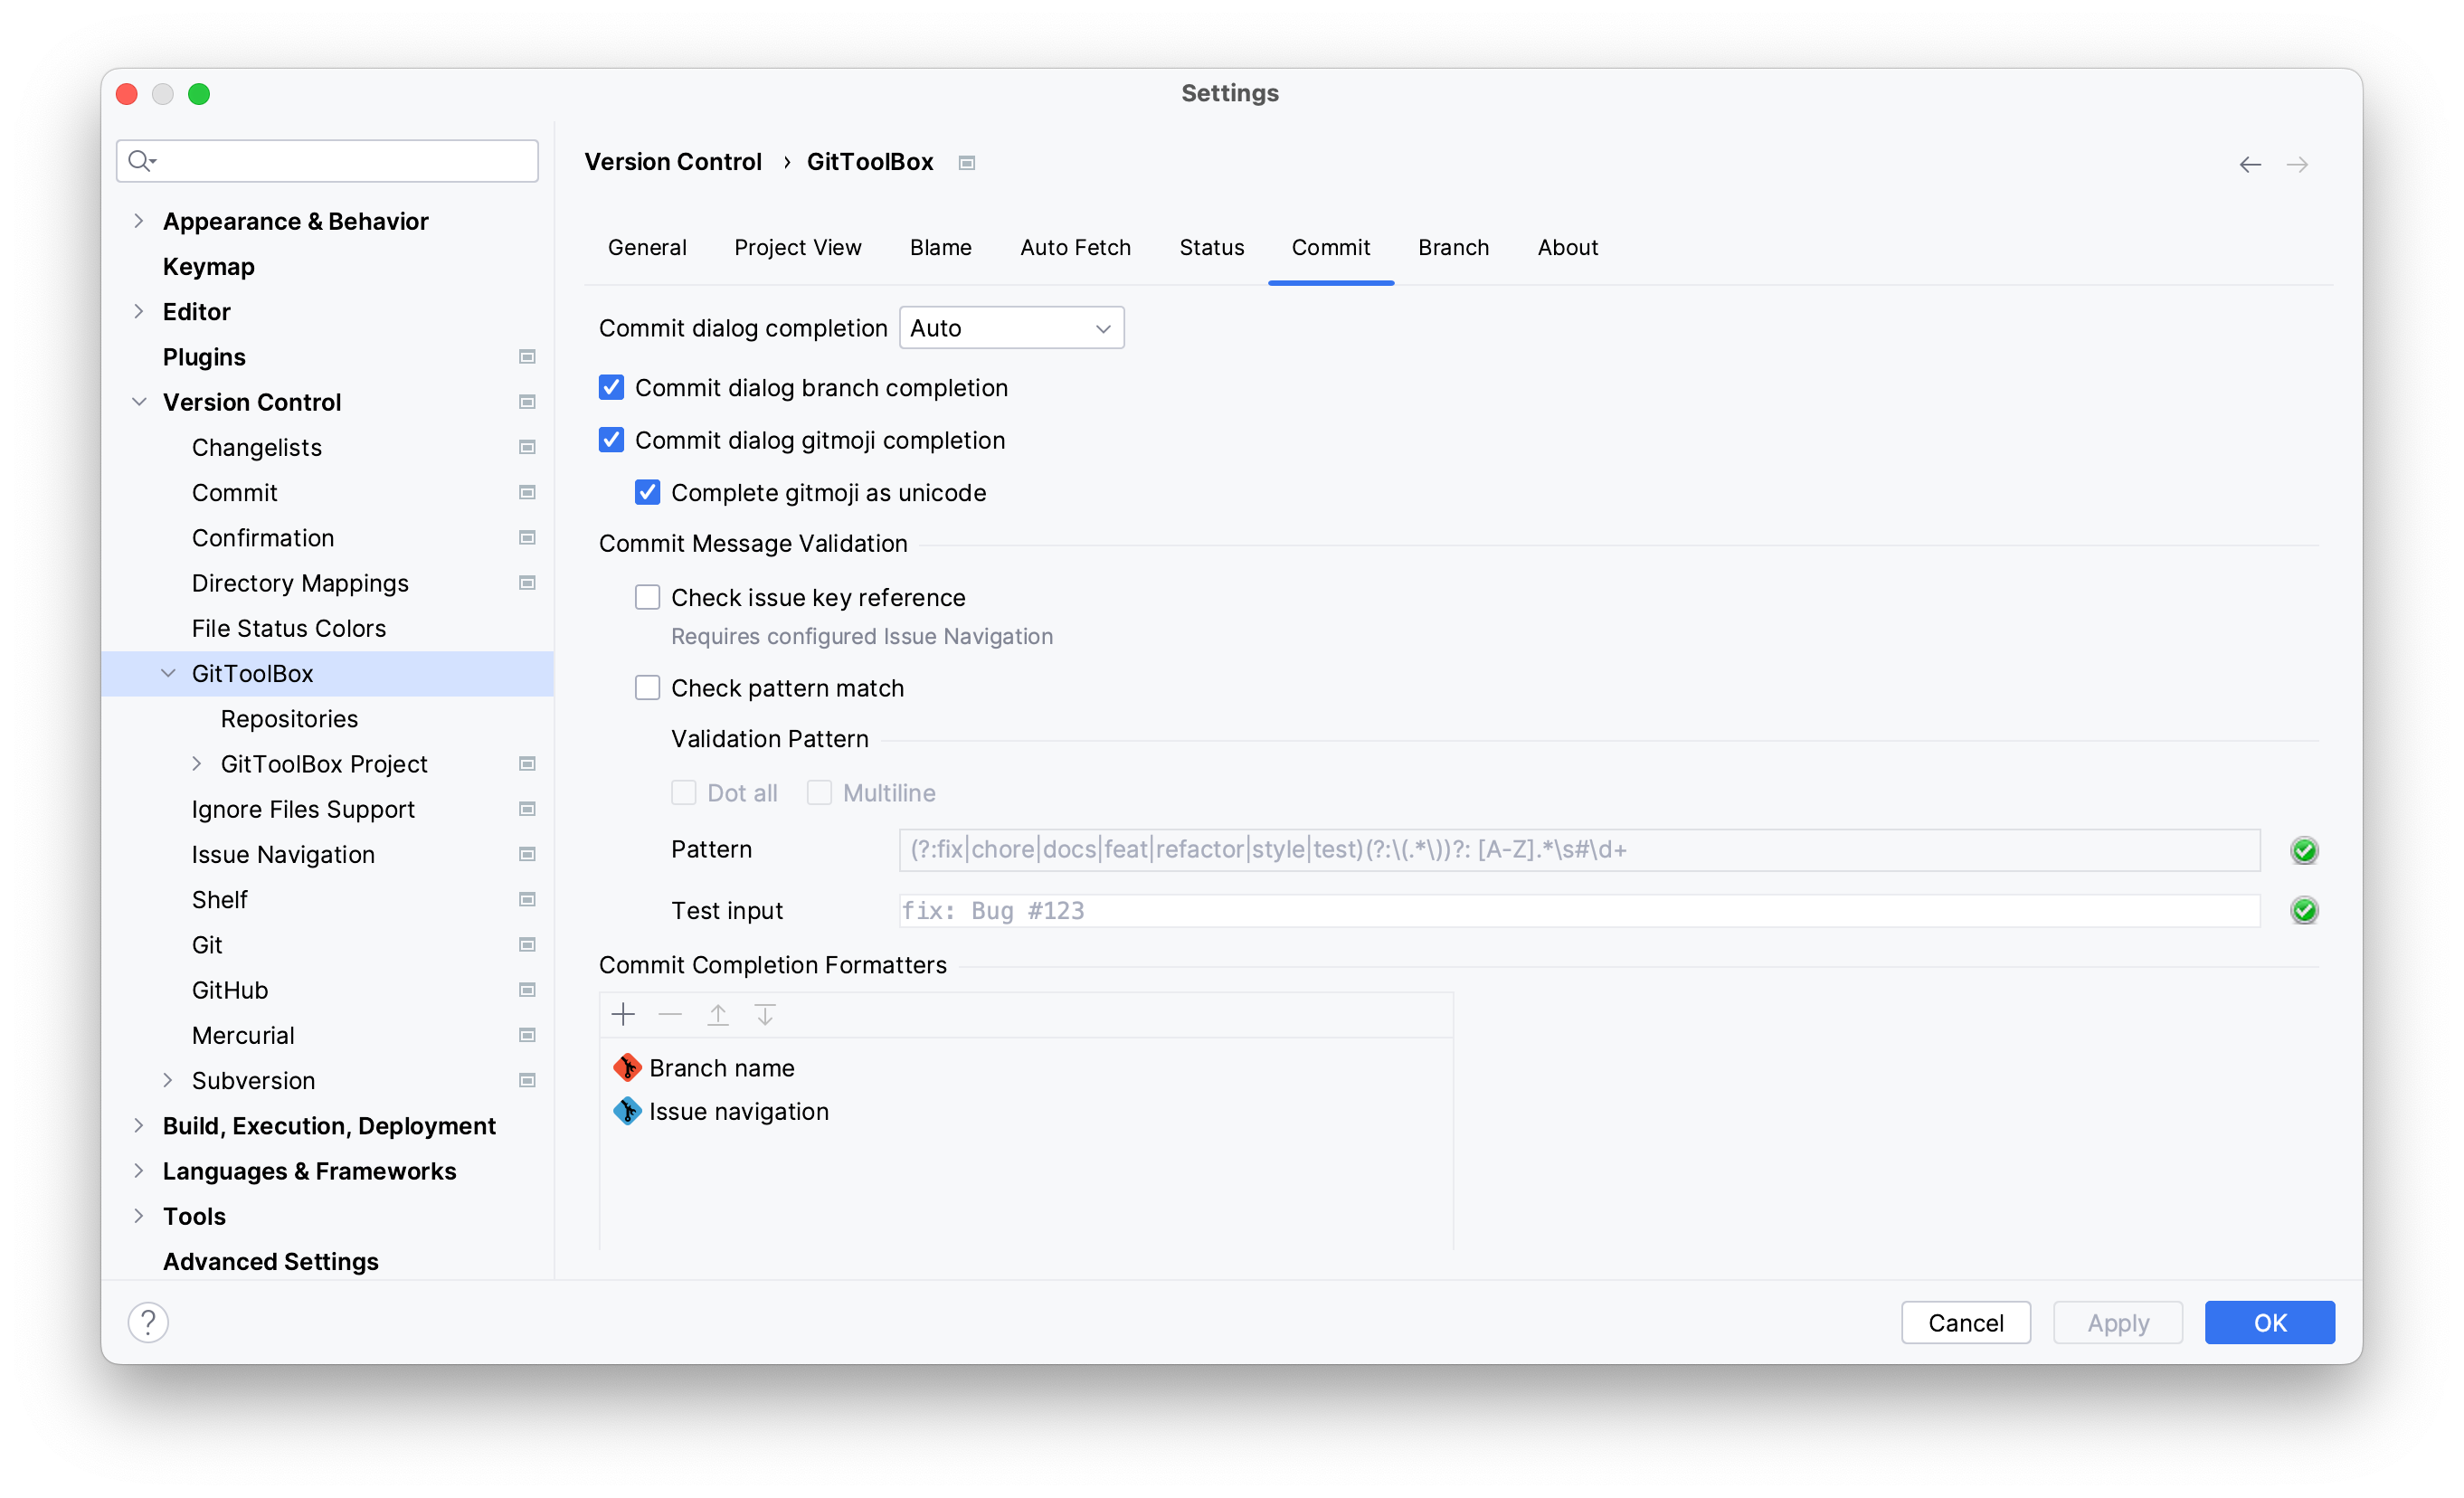 Settings
Appearance & Behavior
Keymap
Editor
Plugins
Version Control
Changelists
Commit
Confirmation
Directory Mappings
File Status Colors
GitToolBox
Repositories
GitToolBox Project
Ignore Files Support
Issue Navigation
Shelf
Git
GitHub
Mercurial
Subversion
Build, Execution, Deployment
Languages & Frameworks
Tools
Advanced Settings
Version Control › GitToolBox
General Project View Blame Auto Fetch Status Commit Branch About
Commit dialog completion Auto
Commit dialog branch completion
Commit dialog gitmoji completion
Complete gitmoji as unicode
Commit Message Validation
Check issue key reference
Requires configured Issue Navigation
Check pattern match
Validation Pattern
Dot all Multiline
Pattern (?:fix|chore|docs|feat|refactor|style|test)(?:\(.*\))?: [A-Z].*\s#\d+
Test input fix: Bug #123
Commit Completion Formatters
Branch name
Issue navigation
? Cancel Apply OK